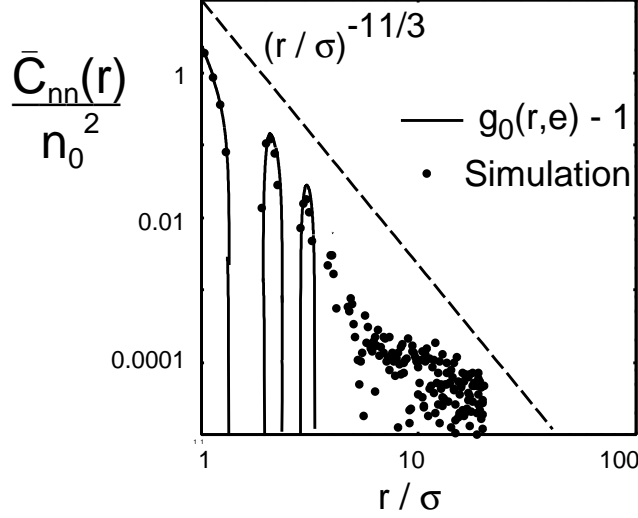 (r / σ)^-11/3
C̄nn(r)
n0^2
1
g0(r,e) - 1
Simulation
0.01
0.0001
1
10
100
r / σ